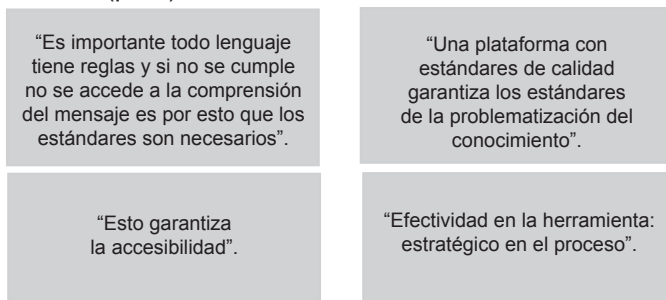 “Es importante todo lenguaje
tiene reglas y si no se cumple
no se accede a la comprensión
del mensaje es por esto que los
estándares son necesarios”.
“Una plataforma con
estándares de calidad
garantiza los estándares
de la problematización del
conocimiento”.
“Esto garantiza
la accesibilidad”.
“Efectividad en la herramienta:
estratégico en el proceso”.